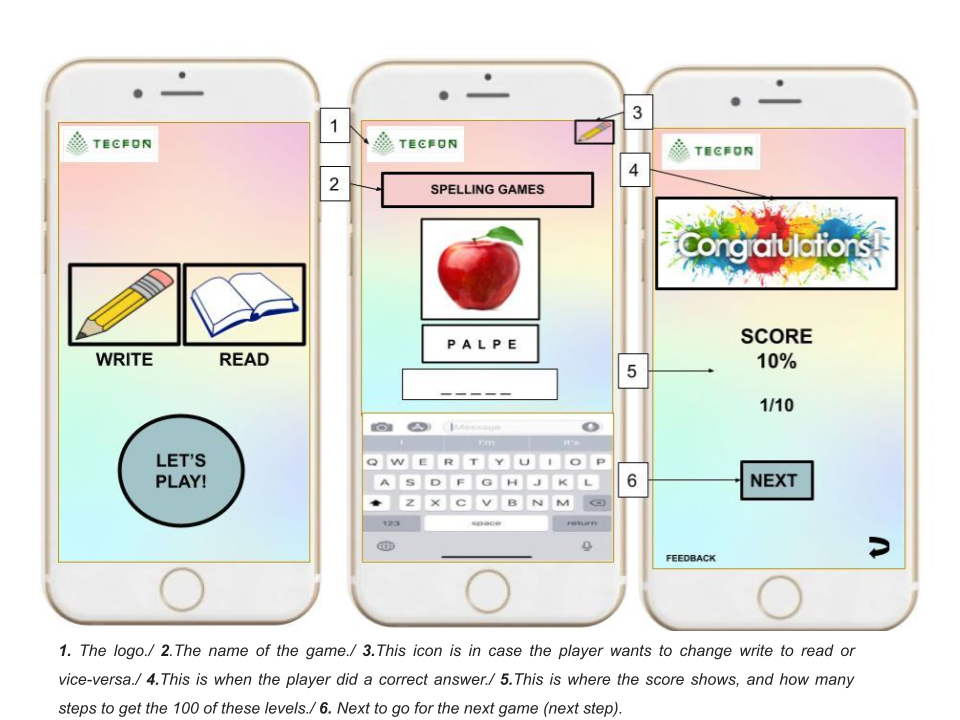 TECFUN
WRITE
READ
LET'S
PLAY!
1
2
TECFUN
SPELLING GAMES
P A L P E
_ _ _ _ _
iMessage
I
I'm
It's
Q W E R T Y U I O P
A S D F G H J K L
Z X C V B N M
123
space
return
3
4
5
6
TECFUN
Congratulations!
SCORE
10%
1/10
NEXT
FEEDBACK
1. The logo./ 2.The name of the game./ 3.This icon is in case the player wants to change write to read or
vice-versa./ 4.This is when the player did a correct answer./ 5.This is where the score shows, and how many
steps to get the 100 of these levels./ 6. Next to go for the next game (next step).